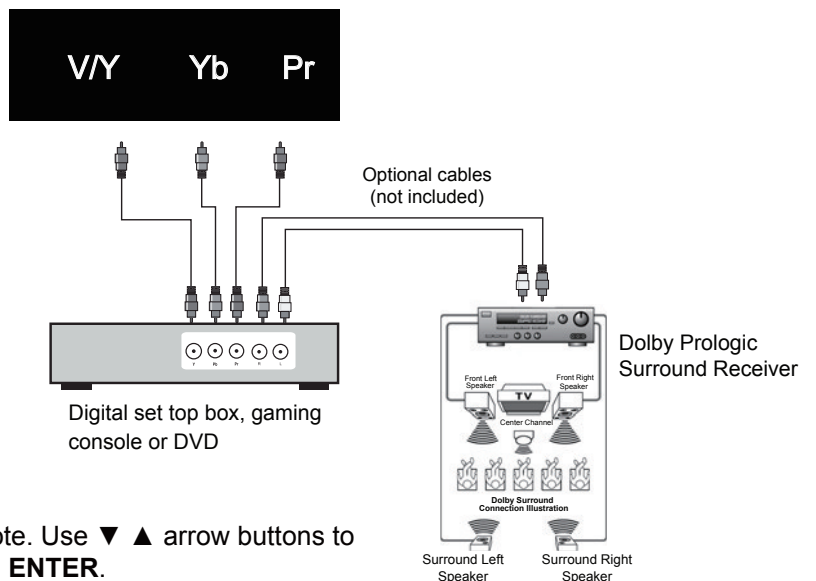 V/Y Yb Pr
Optional cables
(not included)
Y Pb Pr R L
Digital set top box, gaming
console or DVD
Dolby Prologic
Surround Receiver
Front Left
Speaker
Front Right
Speaker
TV
Center Channel
Dolby Surround
Connection Illustration
Surround Left
Speaker
Surround Right
Speaker
ote. Use ▼ ▲ arrow buttons to
ENTER.